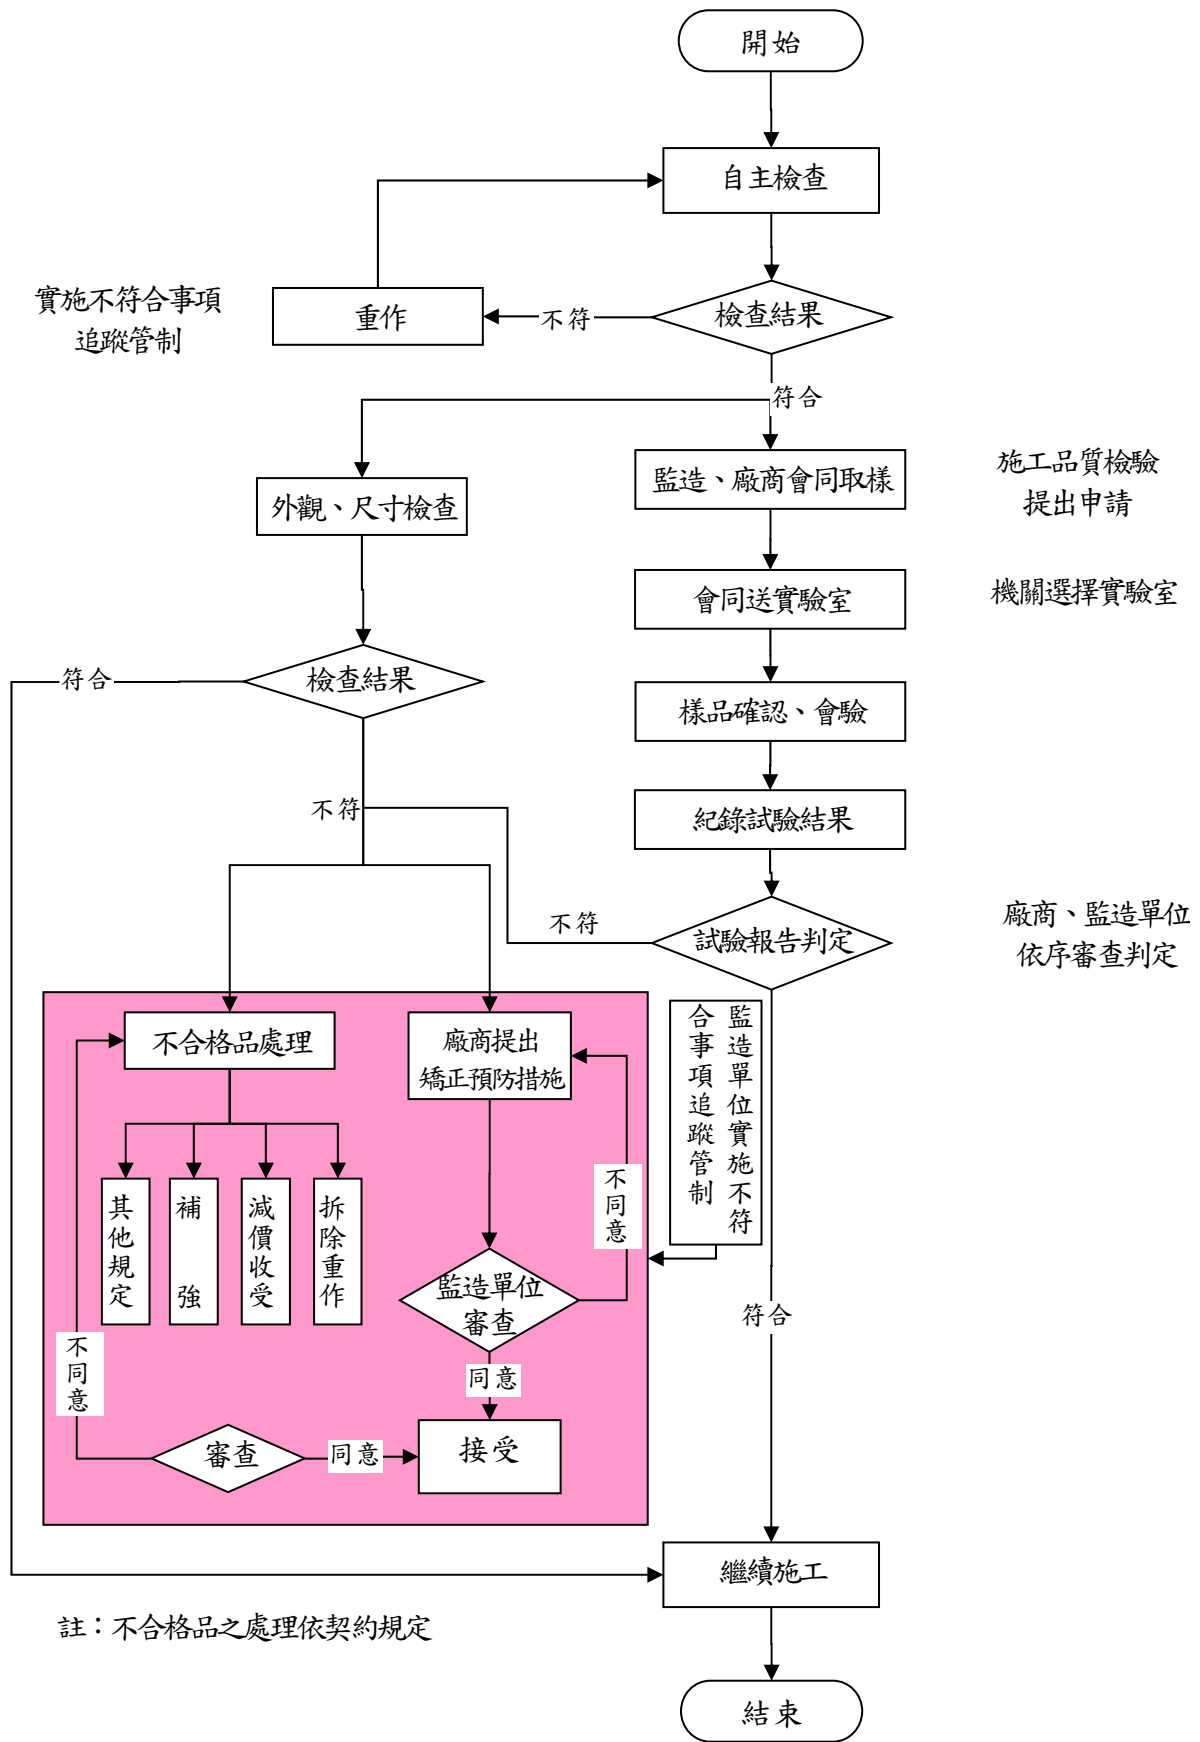 開始
自主檢查
實施不符合事項
追蹤管制
重作
不符
檢查結果
符合
外觀、尺寸檢查
監造、廠商會同取樣
施工品質檢驗
提出申請
會同送實驗室
機關選擇實驗室
符合
檢查結果
樣品確認、會驗
不符
紀錄試驗結果
不符
試驗報告判定
廠商、監造單位
依序審查判定
不合格品處理
廠商提出
矯正預防措施
監造單位實施不符
合事項追蹤管制
其他規定
補強
減價收受
拆除重作
不同意
監造單位
審查
符合
不同意
同意
審查
同意
接受
繼續施工
註：不合格品之處理依契約規定
結束